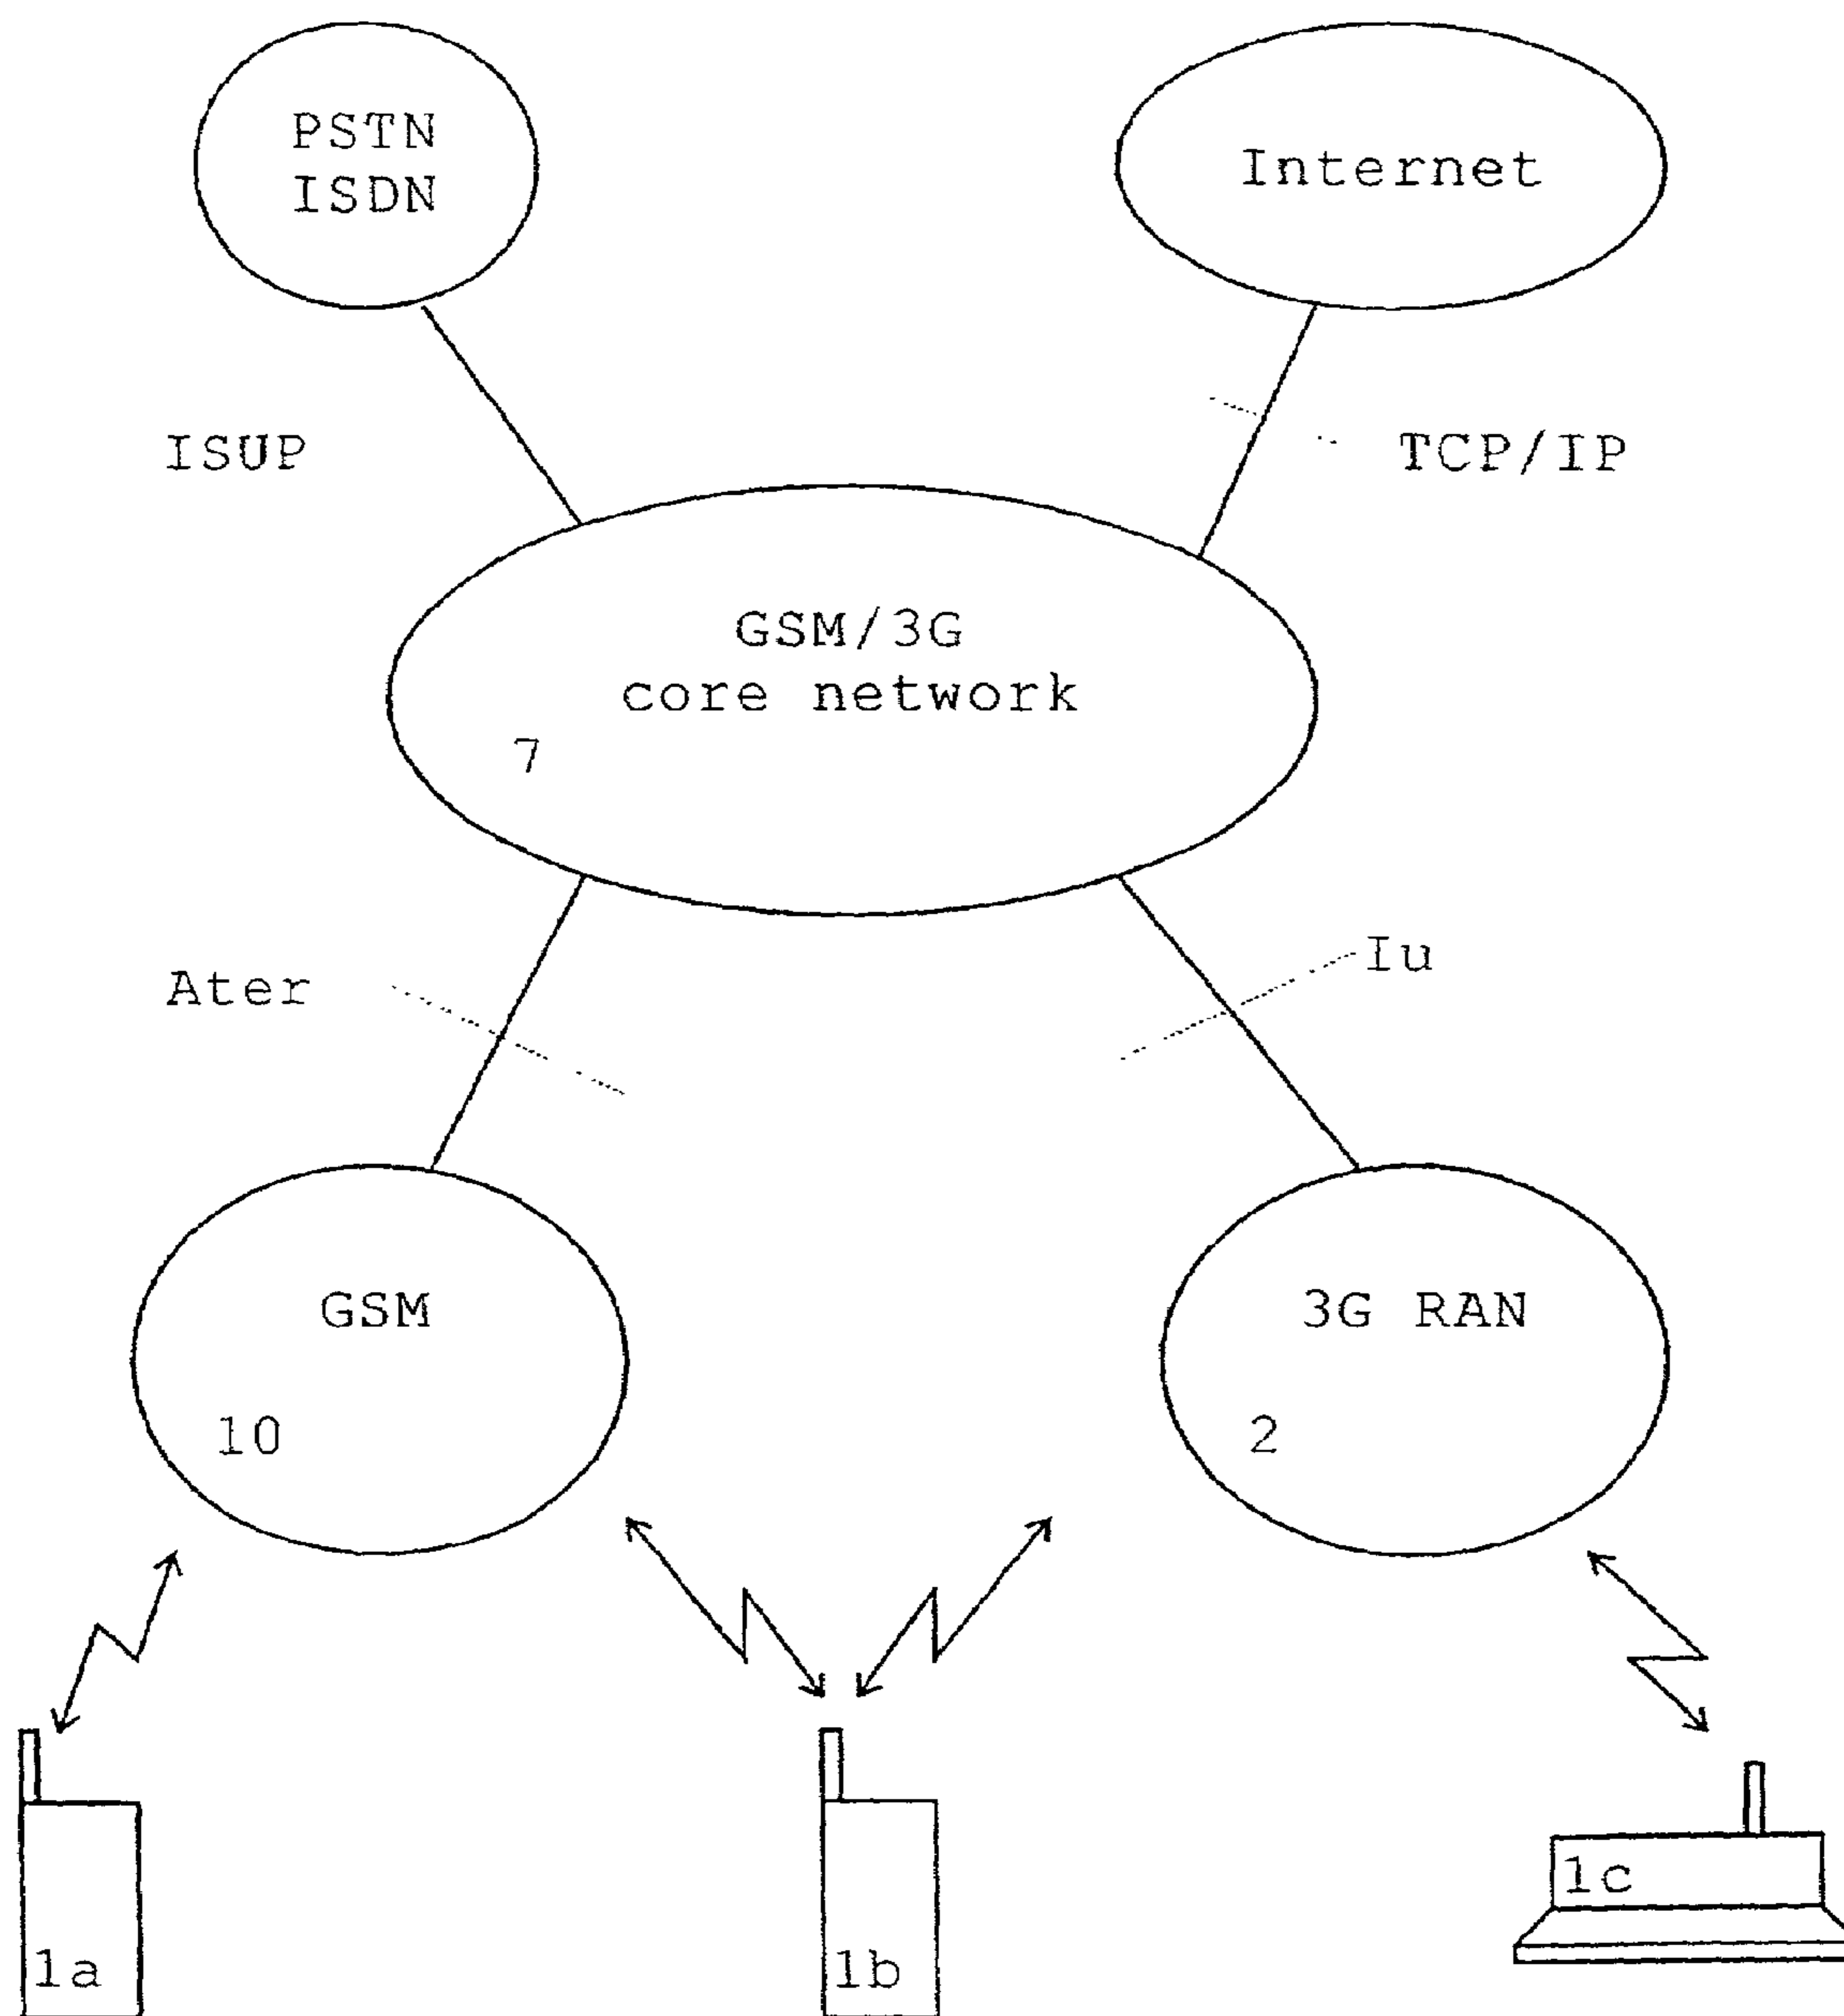 PSTN
ISDN
Internet
ISUP
TCP/IP
GSM/3G
core network
7
Ater
Iu
GSM
10
3G RAN
2
1a
1b
1c